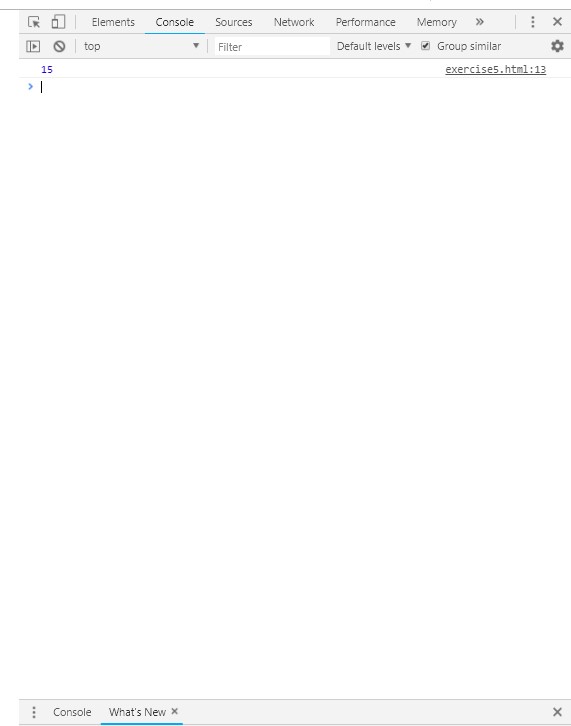 Elements Console Sources Network Performance Memory »
top Filter Default levels Group similar
15 exercise5.html:13
Console What's New